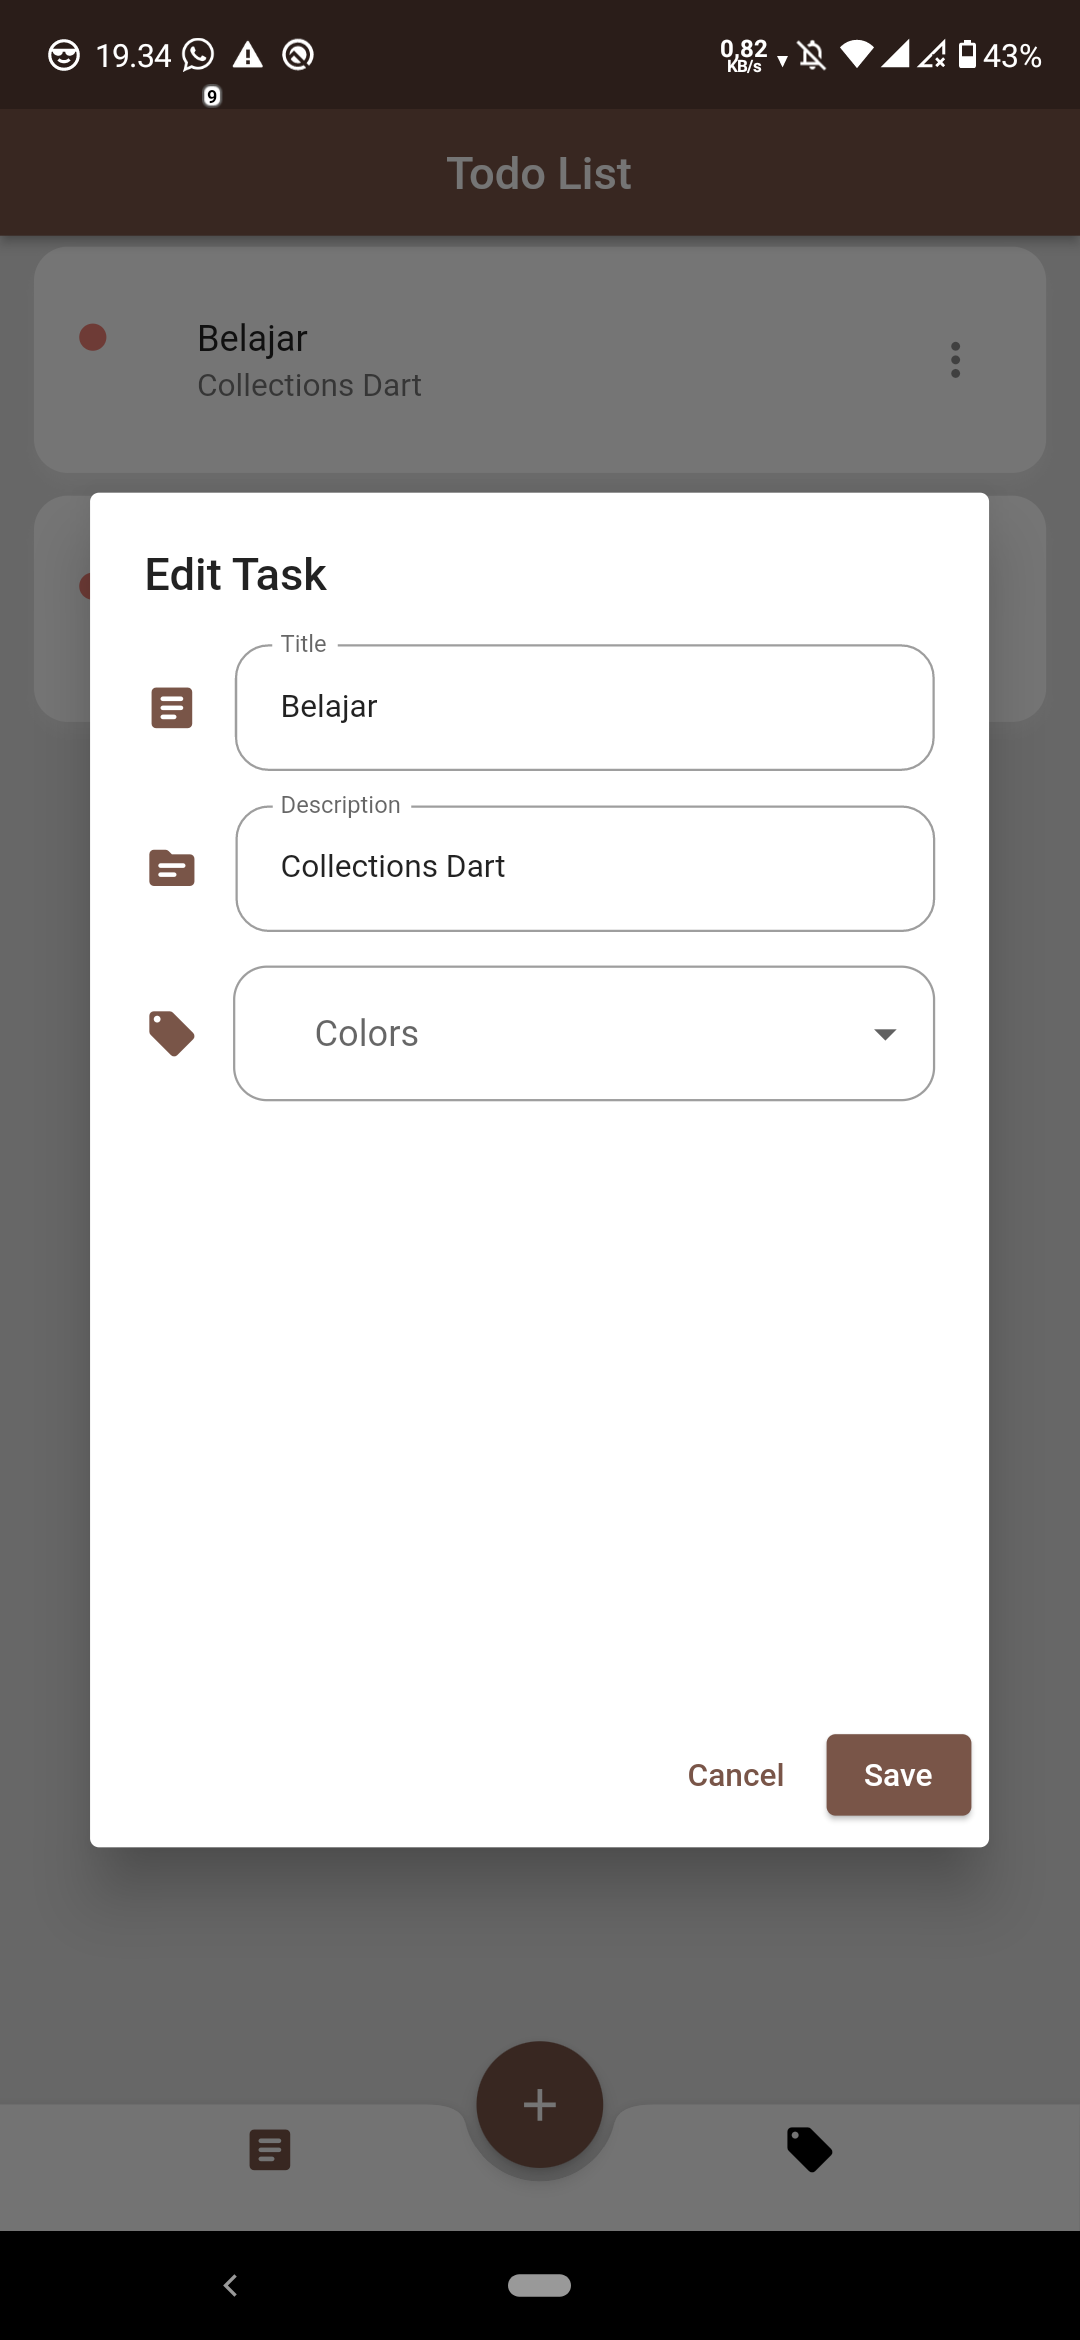 19.34
0,82
KB/s
43%
9
Todo List
Belajar
Collections Dart
Edit Task
Title
Belajar
Description
Collections Dart
Colors
Cancel
Save